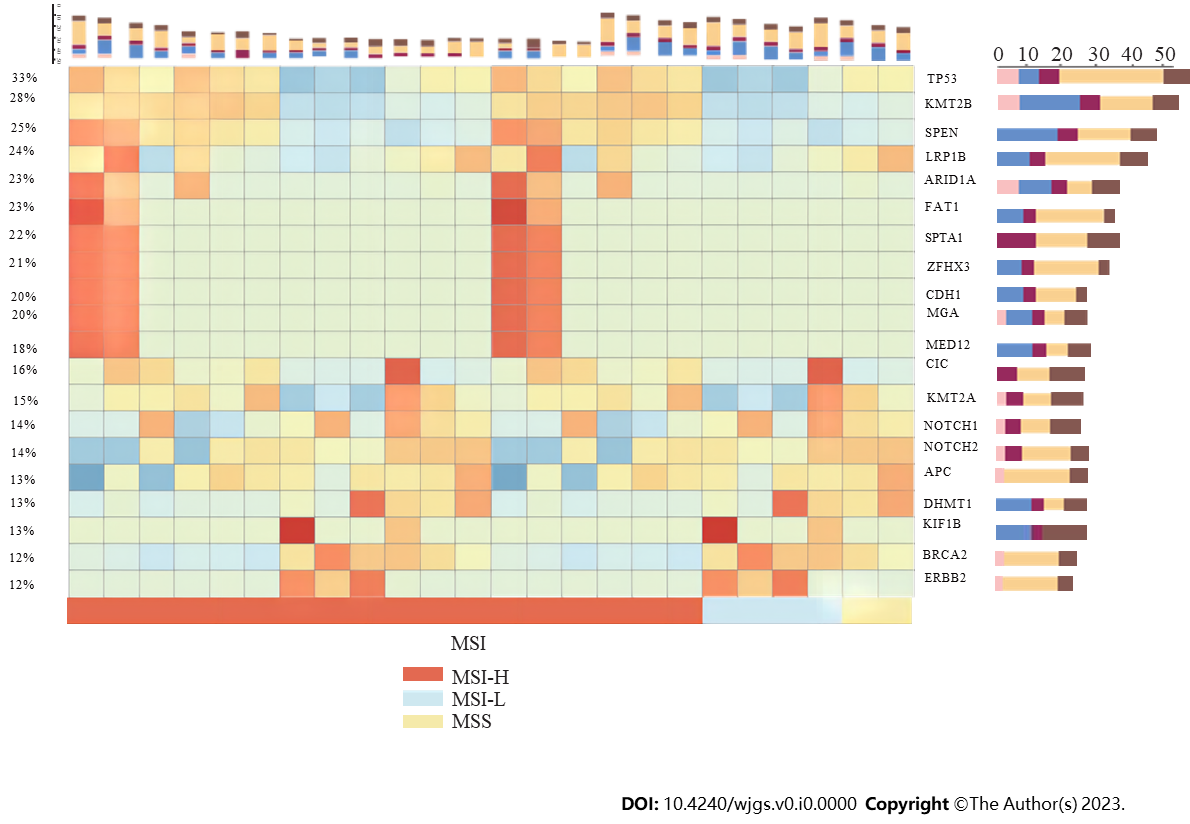 0 10 20 30 40 50
33% TP53
28% KMT2B
25% SPEN
24% LRP1B
23% ARID1A
23% FAT1
22% SPTA1
21% ZFHX3
20% CDH1
20% MGA
18% MED12
16% CIC
15% KMT2A
14% NOTCH1
14% NOTCH2
13% APC
13% DHMT1
13% KIF1B
12% BRCA2
12% ERBB2
MSI
MSI-H
MSI-L
MSS
DOI: 10.4240/wjgs.v0.i0.0000 Copyright ©The Author(s) 2023.